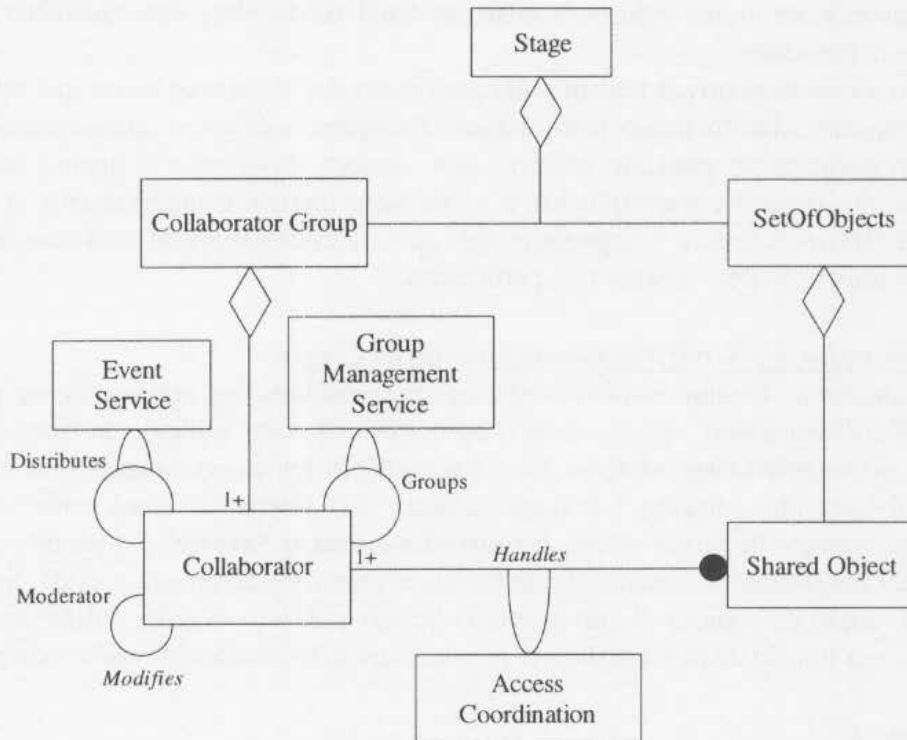 Stage
Collaborator Group
SetOfObjects
Event
Service
Group
Management
Service
Distributes
1+
Groups
Collaborator
1+
Handles
Shared Object
Moderator
Modifies
Access
Coordination